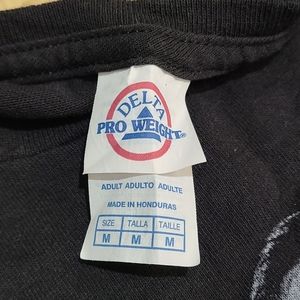 DELTA
PRO WEIGHT®
ADULT ADULTO ADULTE
MADE IN HONDURAS
SIZE TALLA TAILLE
M M M